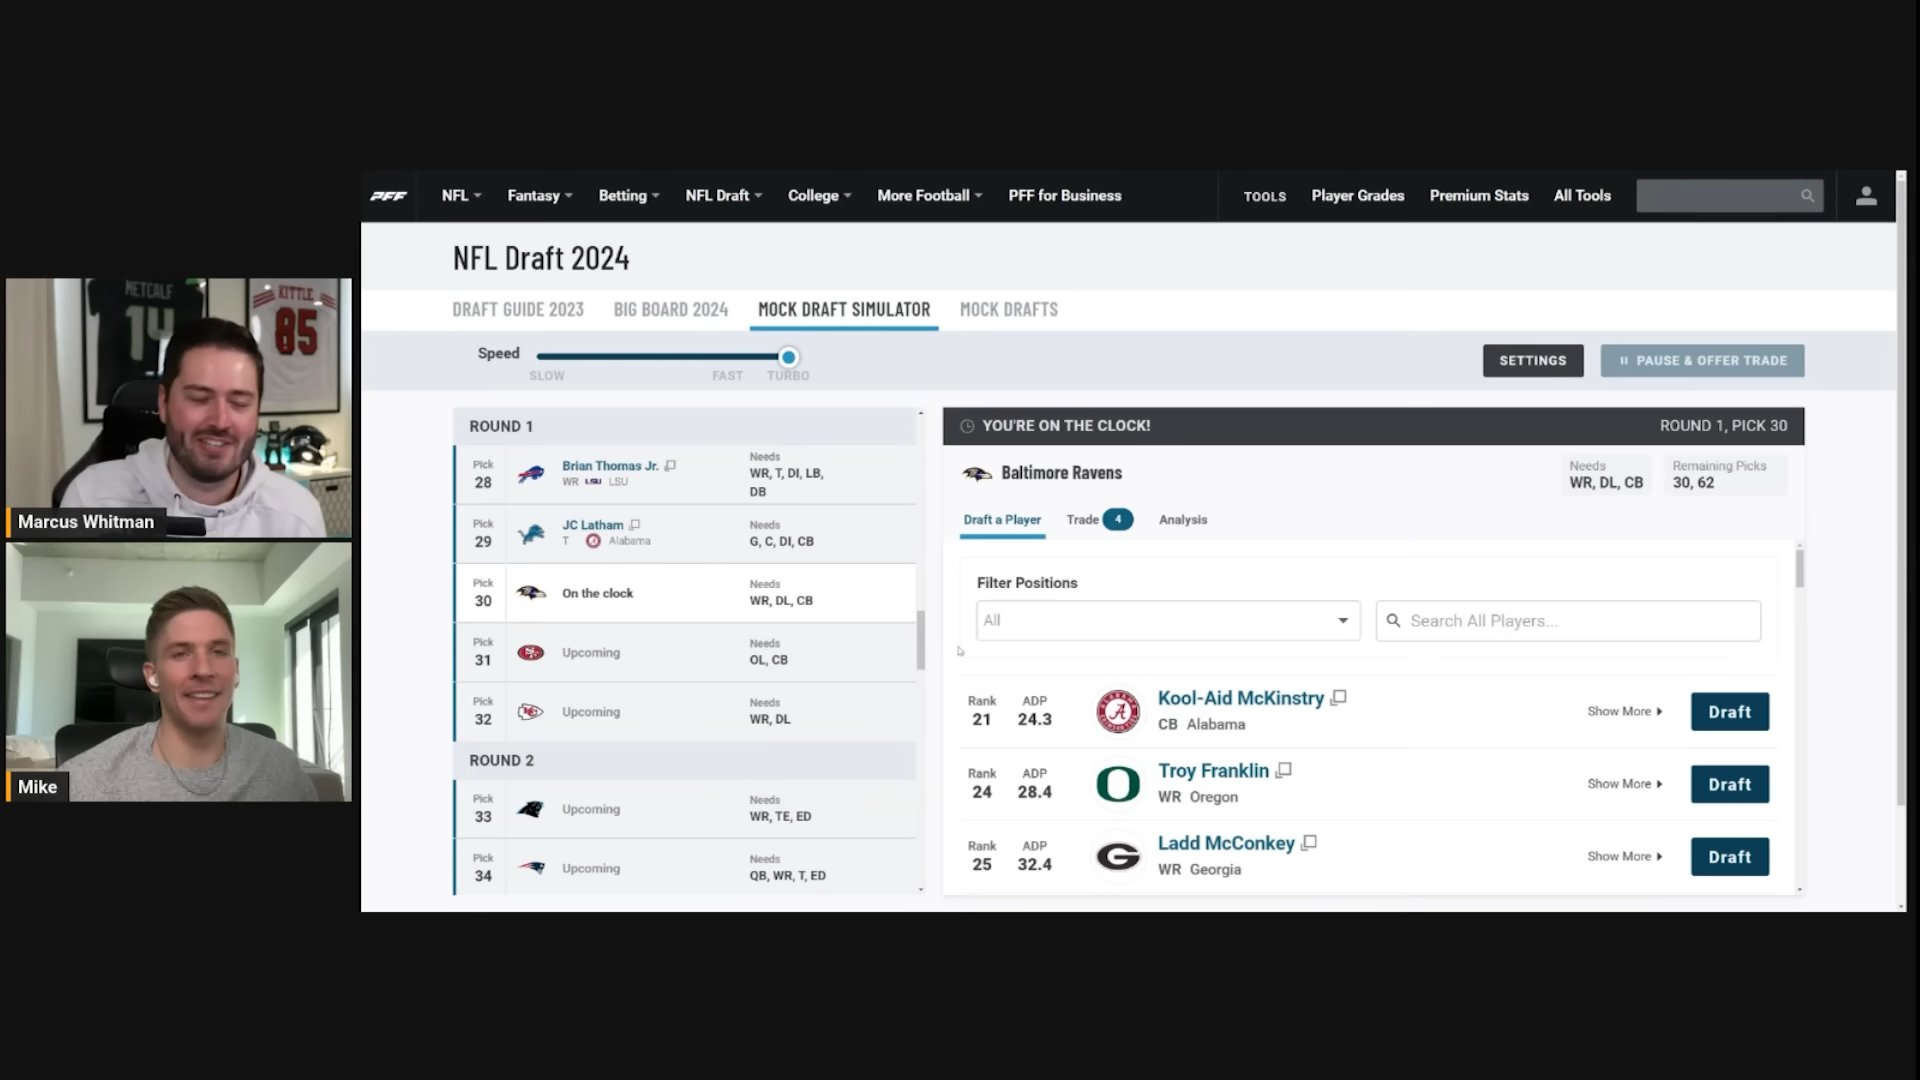 PFF
NFL
Fantasy
Betting
NFL Draft
College
More Football
PFF for Business
TOOLS
Player Grades
Premium Stats
All Tools
NFL Draft 2024
DRAFT GUIDE 2023
BIG BOARD 2024
MOCK DRAFT SIMULATOR
MOCK DRAFTS
Speed
SLOW
FAST
TURBO
SETTINGS
PAUSE & OFFER TRADE
METCALF
14
KITTLE
85
Marcus Whitman
Mike
ROUND 1
Pick
28
Brian Thomas Jr.
WR LSU LSU
Needs
WR, T, DI, LB,
DB
Pick
29
JC Latham
T Alabama
Needs
G, C, DI, CB
Pick
30
On the clock
Needs
WR, DL, CB
Pick
31
Upcoming
Needs
OL, CB
Pick
32
Upcoming
Needs
WR, DL
ROUND 2
Pick
33
Upcoming
Needs
WR, TE, ED
Pick
34
Upcoming
Needs
QB, WR, T, ED
YOU'RE ON THE CLOCK!
ROUND 1, PICK 30
Baltimore Ravens
Needs
WR, DL, CB
Remaining Picks
30, 62
Draft a Player
Trade 4
Analysis
Filter Positions
All
Search All Players...
Rank
21
ADP
24.3
Kool-Aid McKinstry
CB Alabama
Show More
Draft
Rank
24
ADP
28.4
Troy Franklin
WR Oregon
Show More
Draft
Rank
25
ADP
32.4
Ladd McConkey
WR Georgia
Show More
Draft